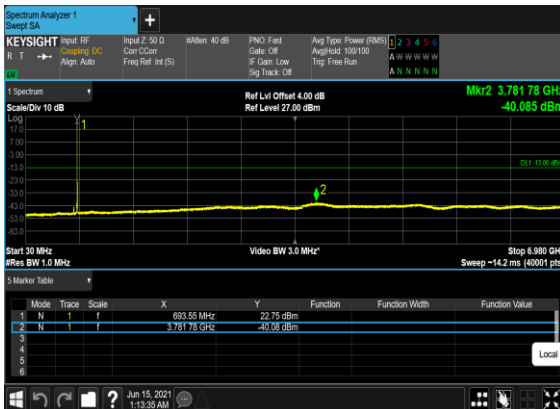 Spectrum Analyzer 1
Swept SA
KEYSIGHT
R T
Input: RF
Coupling: DC
Align: Auto
Input Z: 50 Ω
Corr CCorr
Freq Ref: Int (S)
#Atten: 40 dB
PNO: Fast
Gate: Off
IF Gain: Low
Sig Track: Off
Avg Type: Power (RMS)
Avg|Hold: 100/100
Trig: Free Run
1 2 3 4 5 6
A W W W W W
A N N N N N
1 Spectrum
Scale/Div 10 dB
Ref Lvl Offset 4.00 dB
Ref Level 27.00 dBm
Mkr2 3.781 78 GHz
-40.085 dBm
Log
17.0
7.00
-3.00
-13.0
-23.0
-33.0
-43.0
-53.0
-63.0
1
2
DL1 -13.00 dBm
Start 30 MHz
#Res BW 1.0 MHz
Video BW 3.0 MHz*
Stop 6.980 GH
Sweep ~14.2 ms (40001 pts
5 Marker Table
Mode Trace Scale X Y Function Function Width Function Value
1 N 1 f 693.55 MHz 22.75 dBm
2 N 1 f 3.781 78 GHz -40.08 dBm
3
4
5
6
Local
?
Jun 15, 2021
1:13:35 AM